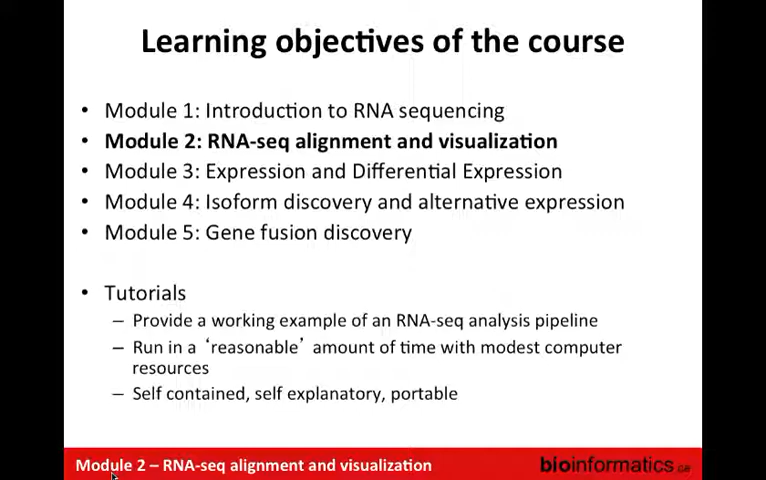 Learning objectives of the course
• Module 1: Introduction to RNA sequencing
• Module 2: RNA-seq alignment and visualization
• Module 3: Expression and Differential Expression
• Module 4: Isoform discovery and alternative expression
• Module 5: Gene fusion discovery
• Tutorials
– Provide a working example of an RNA-seq analysis pipeline
– Run in a ‘reasonable’ amount of time with modest computer
resources
– Self contained, self explanatory, portable
Module 2 – RNA-seq alignment and visualization
bioinformatics.ca